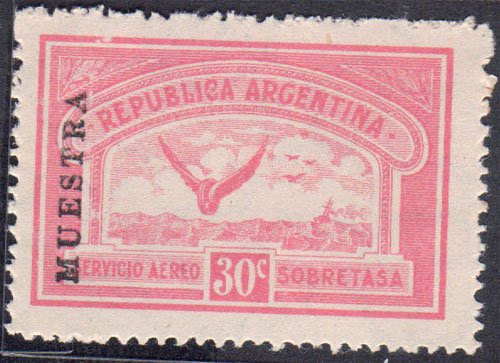 MUESTRA
REPUBLICA ARGENTINA
SERVICIO AEREO 30c SOBRETASA